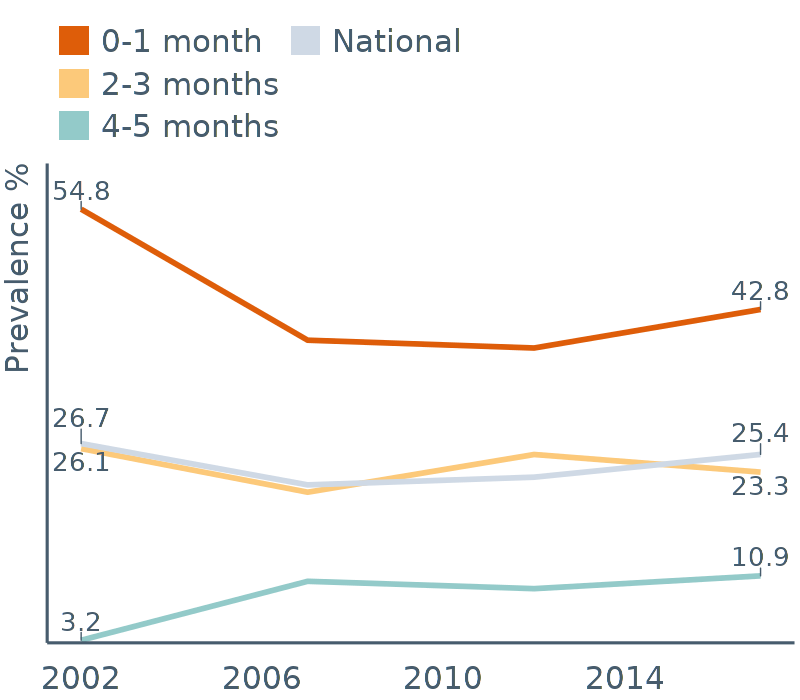 0-1 month
National
2-3 months
4-5 months
Prevalence %
54.8
42.8
26.7
26.1
25.4
23.3
10.9
3.2
2002 2006 2010 2014